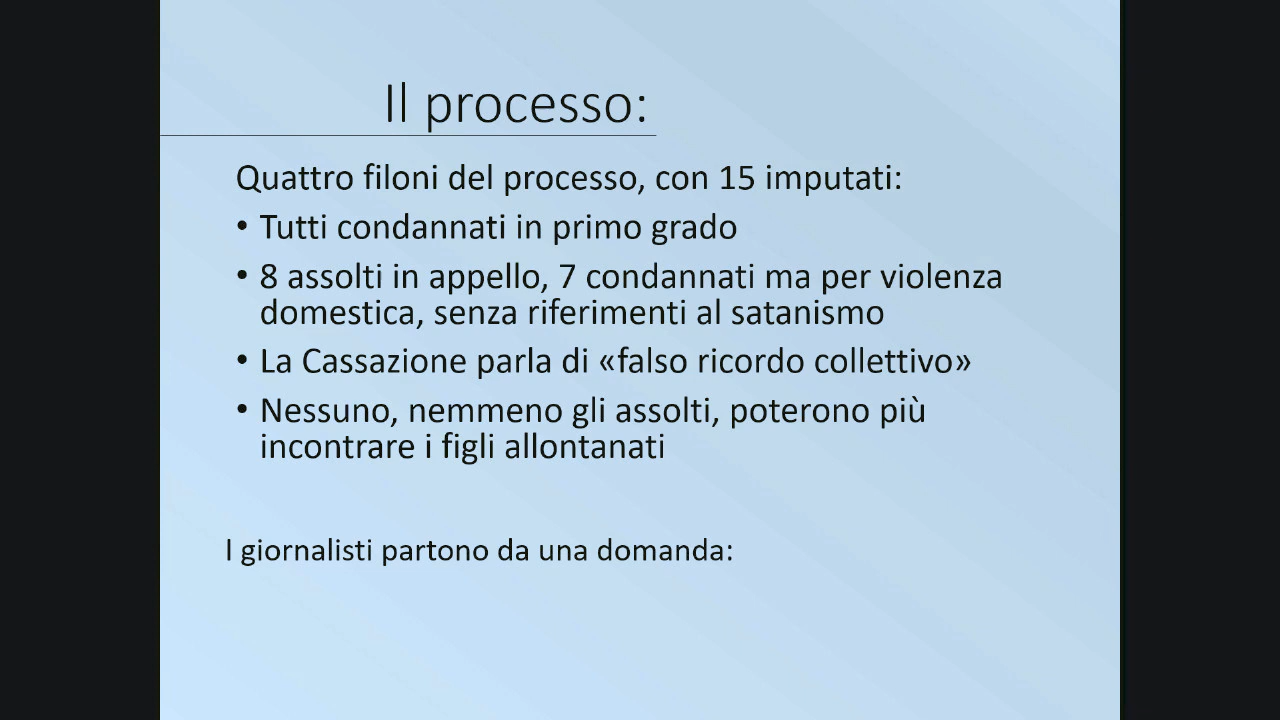 Il processo:
Quattro filoni del processo, con 15 imputati:
• Tutti condannati in primo grado
• 8 assolti in appello, 7 condannati ma per violenza
domestica, senza riferimenti al satanismo
• La Cassazione parla di «falso ricordo collettivo»
• Nessuno, nemmeno gli assolti, poterono più
incontrare i figli allontanati
I giornalisti partono da una domanda: